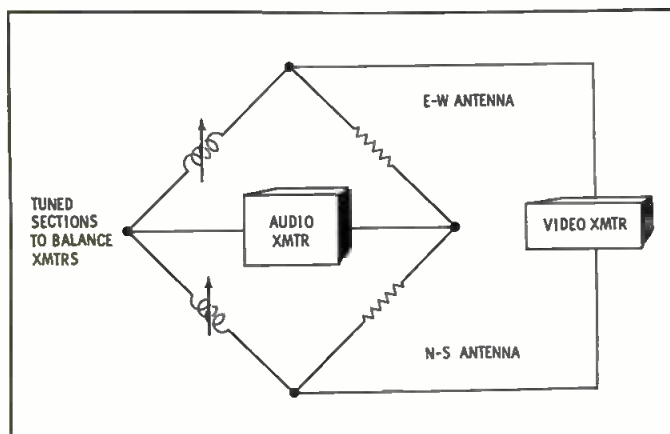 E-W ANTENNA
TUNED
SECTIONS
TO BALANCE
XMTRS
AUDIO
XMTR
VIDEO XMTR
N-S ANTENNA